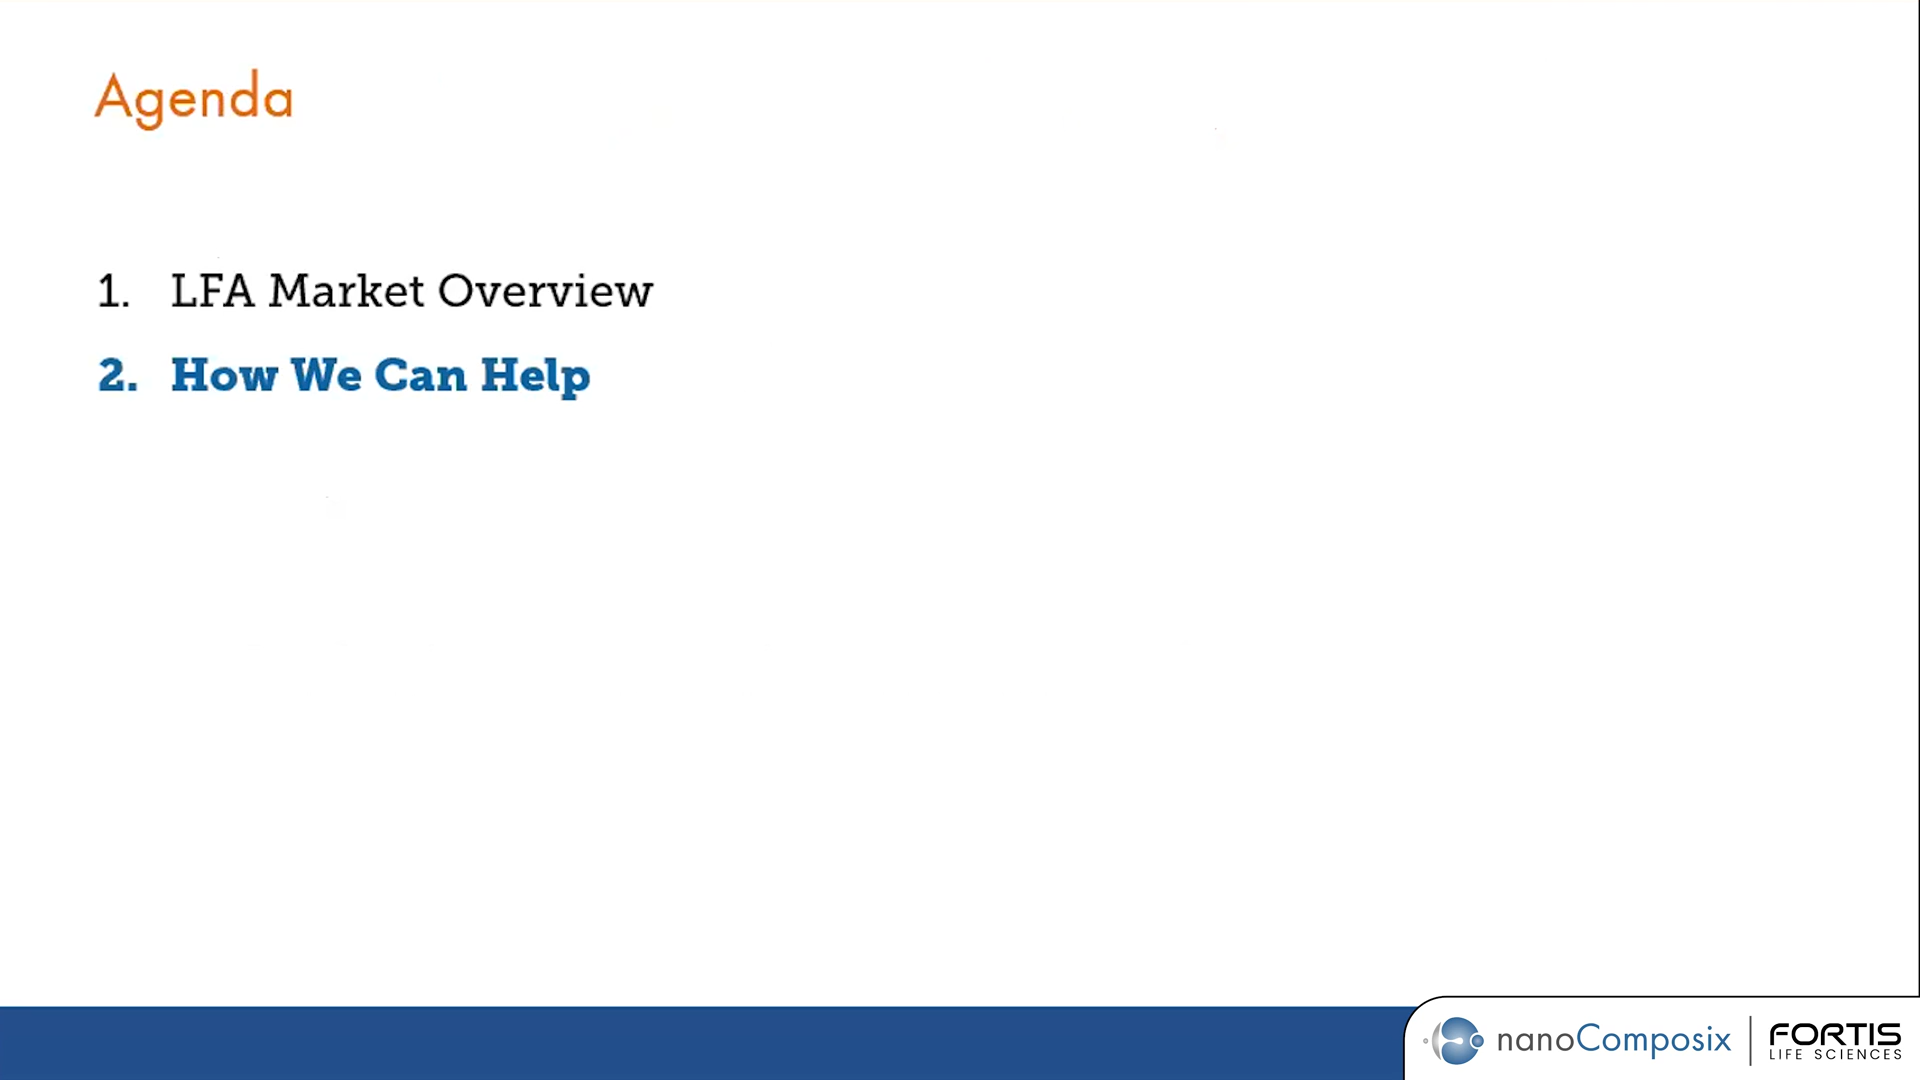 Agenda
1. LFA Market Overview
2. How We Can Help
nanoComposix
FORTIS
LIFE SCIENCES